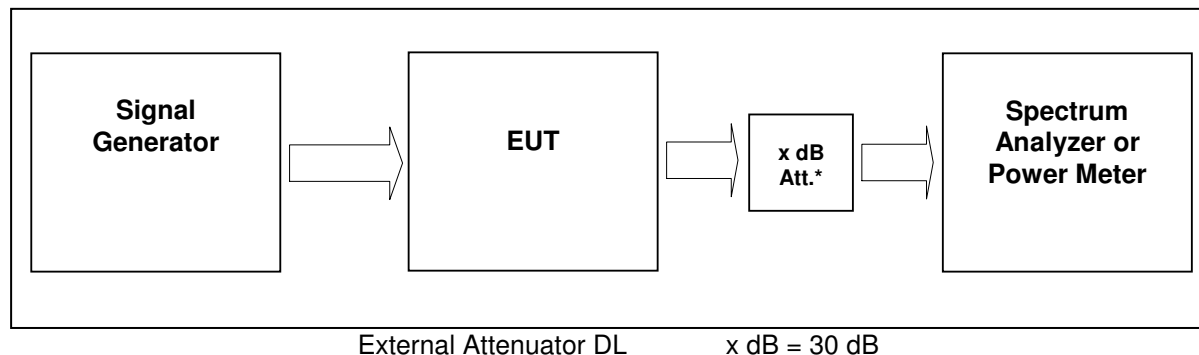 Signal
Generator
EUT
x dB
Att.*
Spectrum
Analyzer or
Power Meter
External Attenuator DL x dB = 30 dB